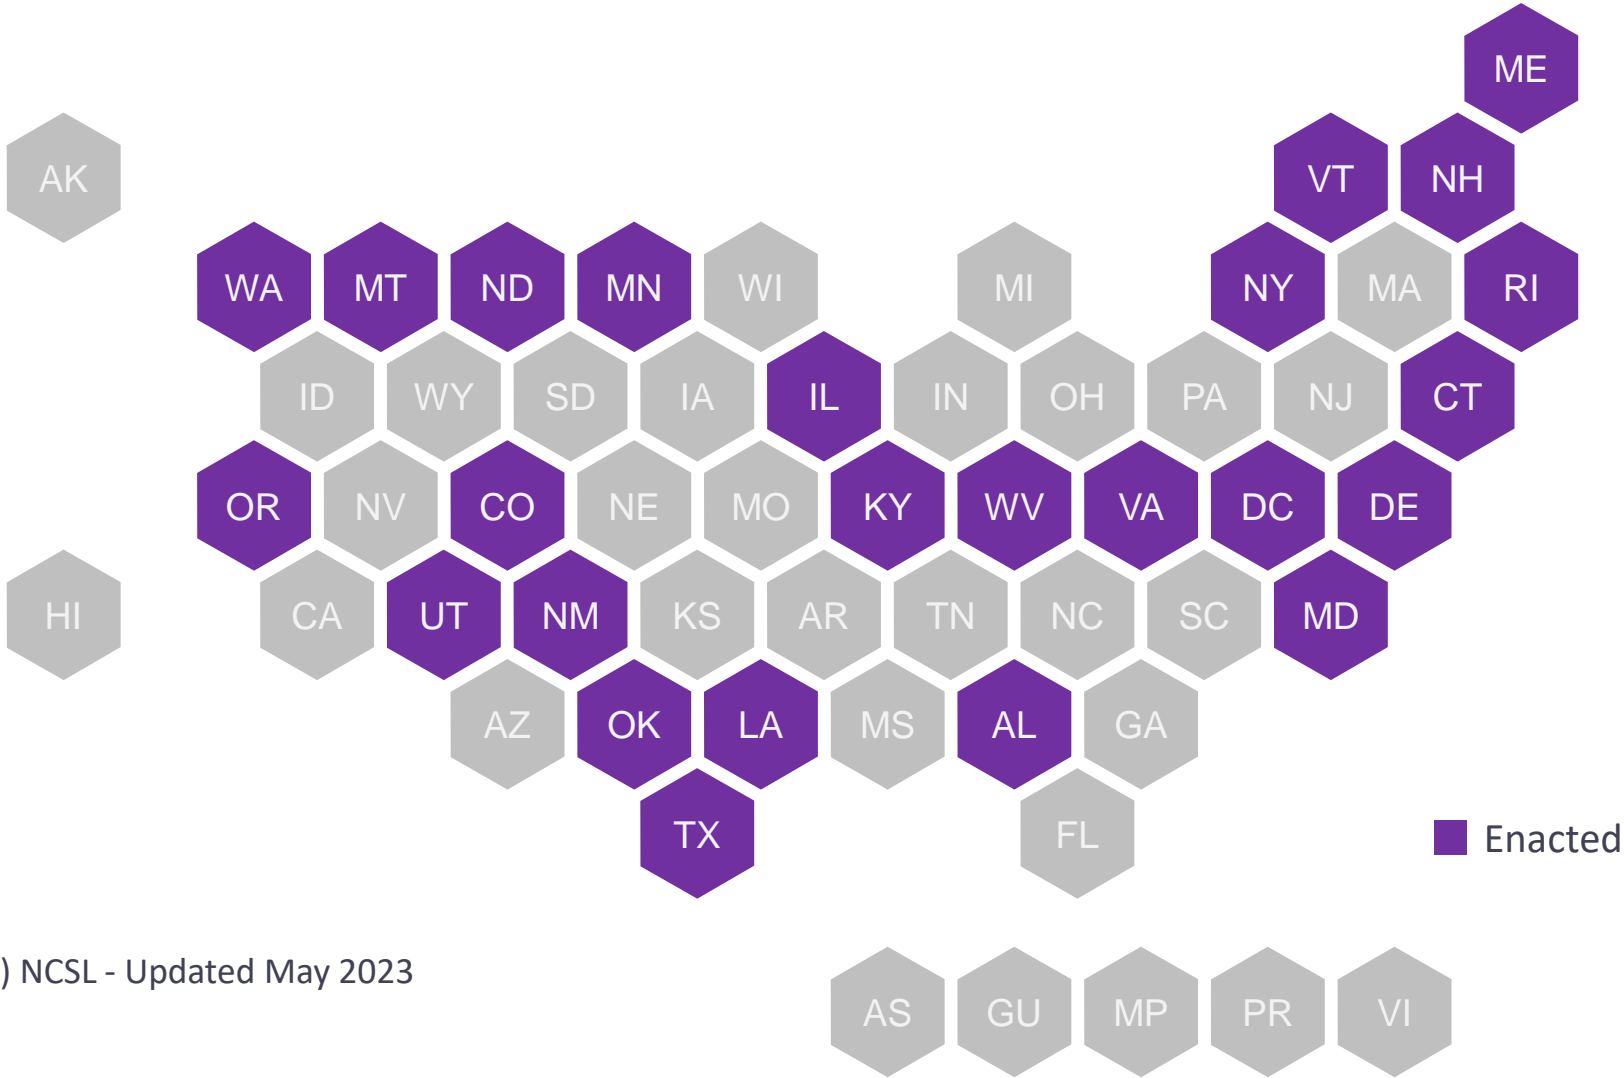 ME
AK VT NH
WA MT ND MN WI MI NY MA RI
ID WY SD IA IL IN OH PA NJ CT
OR NV CO NE MO KY WV VA DC DE
HI CA UT NM KS AR TN NC SC MD
AZ OK LA MS AL GA
TX FL
Enacted
) NCSL - Updated May 2023
AS GU MP PR VI